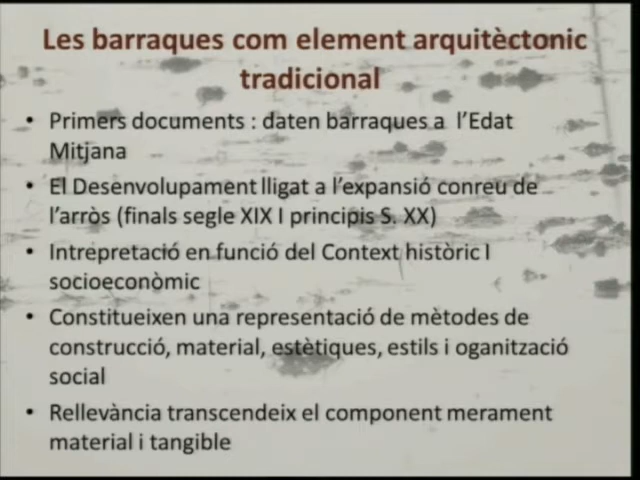 Les barraques com element arquitèctonic
tradicional
• Primers documents : daten barraques a l'Edat
Mitjana
• El Desenvolupament lligat a l'expansió conreu de
l'arròs (finals segle XIX I principis S. XX)
• Intrepretació en funció del Context històric I
socioeconòmic
• Constitueixen una representació de mètodes de
construcció, material, estètiques, estils i oganització
social
• Rellevància transcendeix el component merament
material i tangible